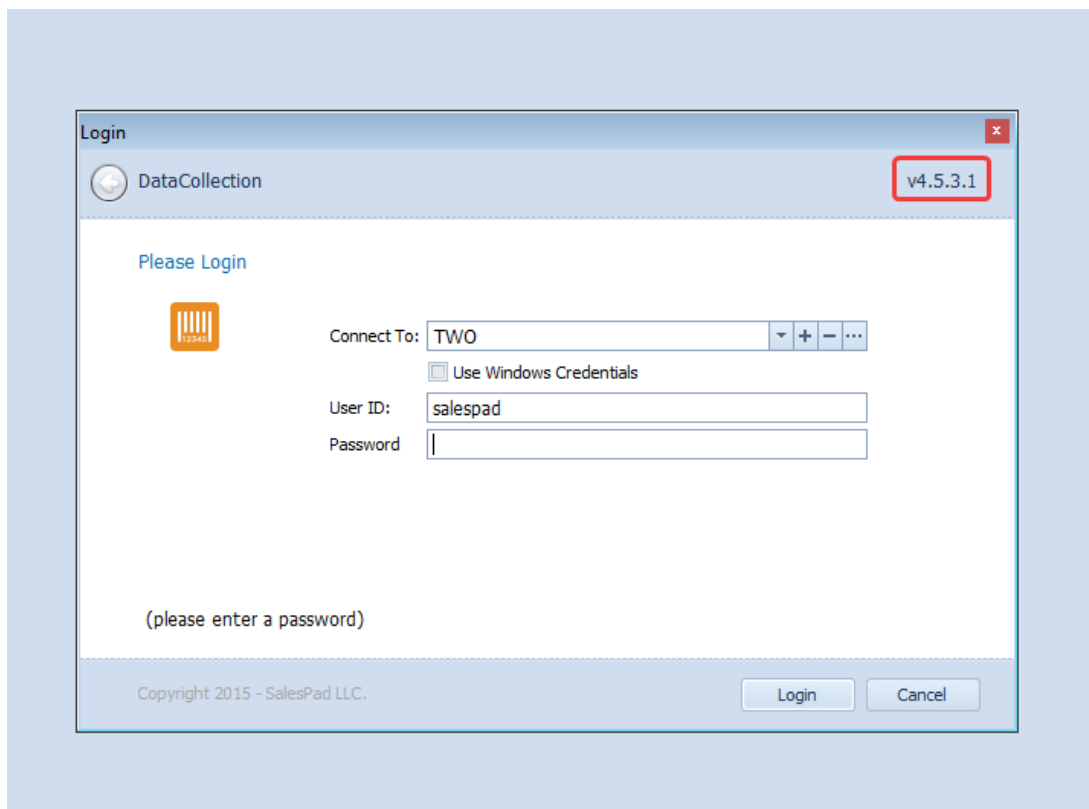 Login
x
DataCollection
v4.5.3.1
Please Login
12345
Connect To: TWO
Use Windows Credentials
User ID: salespad
Password
(please enter a password)
Copyright 2015 - SalesPad LLC.
Login Cancel